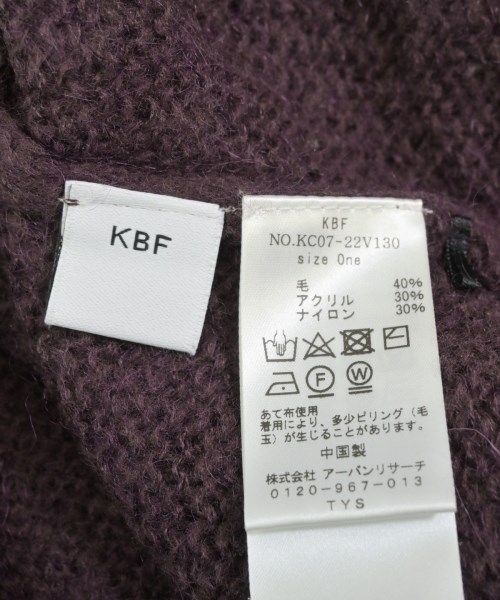 KBF
KBF
NO.KC07-22V130
size One
毛 40%
アクリル 30%
ナイロン 30%
F W
あて布使用
着用により、多少ピリング(毛
玉)が生じることがあります。
中国製
株式会社 アーバンリサーチ
0120-967-013
TYS